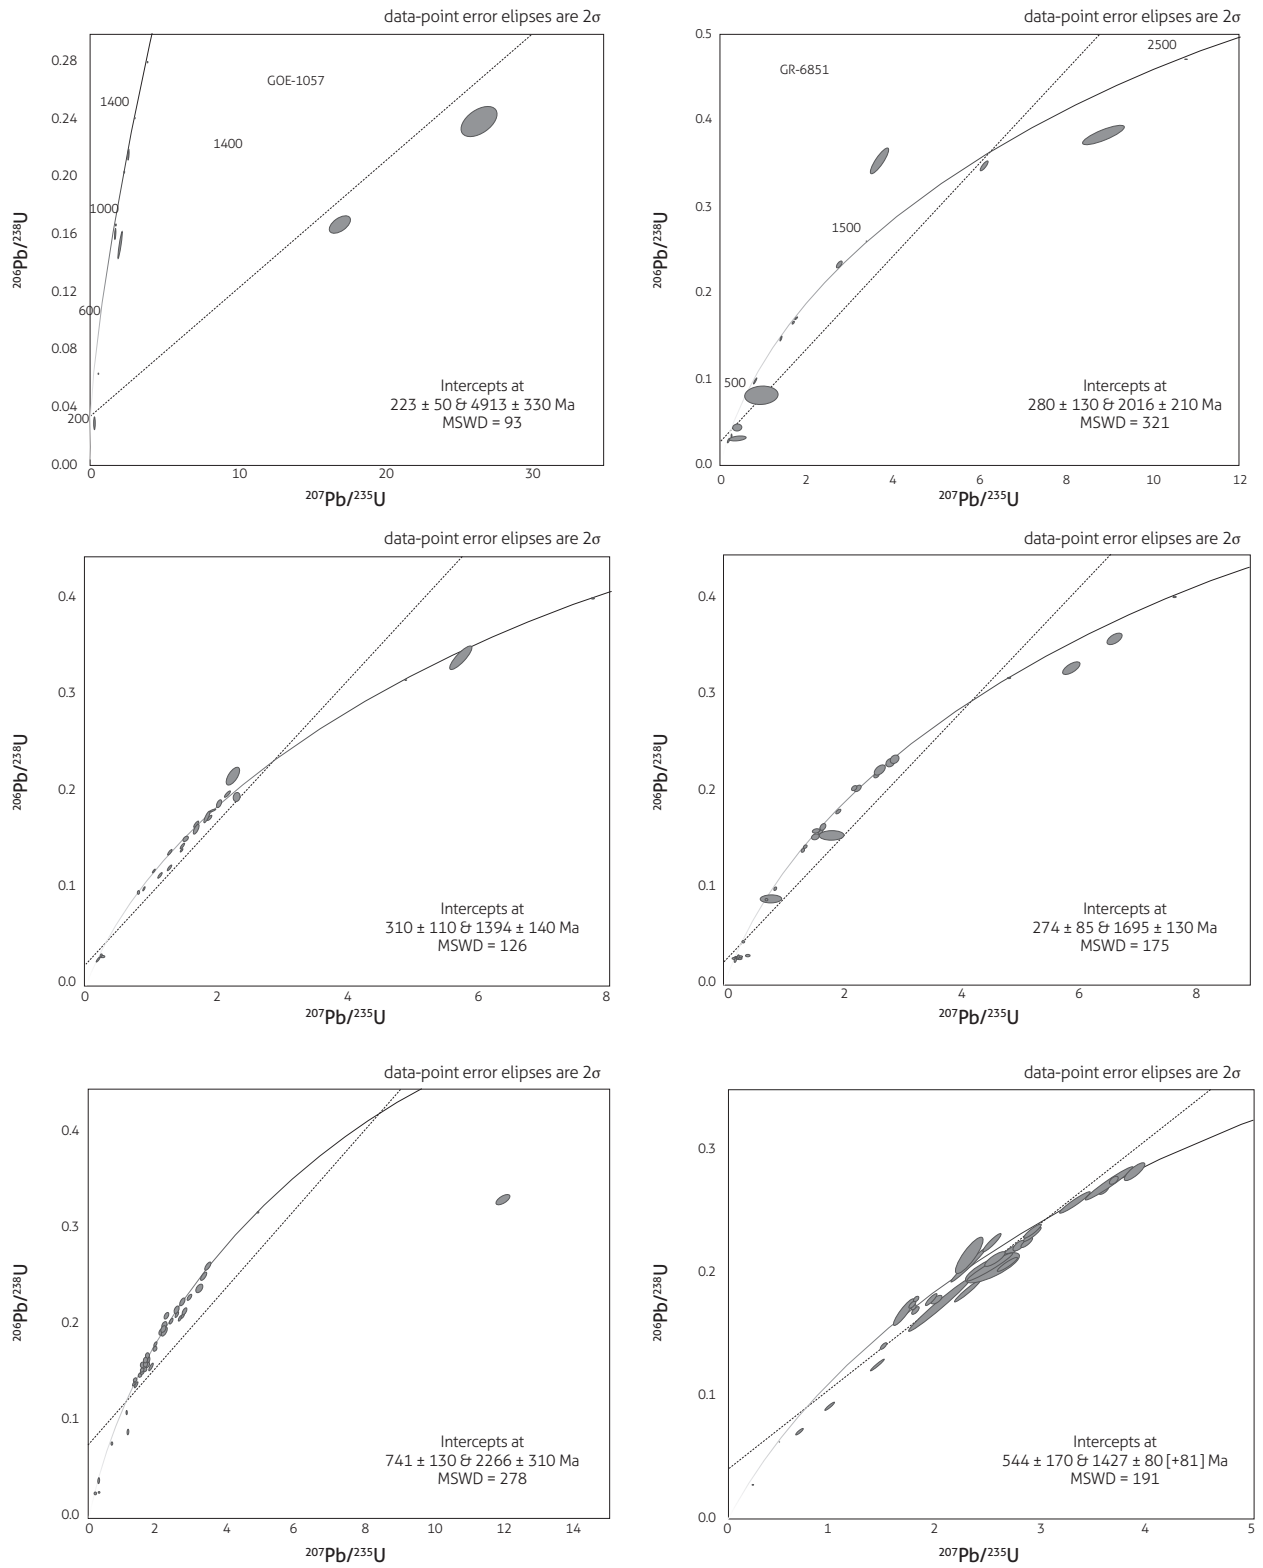 data-point error elipses are 2σ
GOE-1057
1400
1400
1000
600
200
0.28
0.24
0.20
0.16
0.12
0.08
0.04
0.00
206Pb/238U
Intercepts at
223 ± 50 & 4913 ± 330 Ma
MSWD = 93
0 10 20 30
207Pb/235U
data-point error elipses are 2σ
GR-6851
2500
1500
500
0.5
0.4
0.3
0.2
0.1
0.0
206Pb/238U
Intercepts at
280 ± 130 & 2016 ± 210 Ma
MSWD = 321
0 2 4 6 8 10 12
207Pb/235U
data-point error elipses are 2σ
0.4
0.3
0.2
0.1
0.0
206Pb/238U
Intercepts at
310 ± 110 & 1394 ± 140 Ma
MSWD = 126
0 2 4 6 8
207Pb/235U
data-point error elipses are 2σ
0.4
0.3
0.2
0.1
0.0
206Pb/238U
Intercepts at
274 ± 85 & 1695 ± 130 Ma
MSWD = 175
0 2 4 6 8
207Pb/235U
data-point error elipses are 2σ
0.4
0.3
0.2
0.1
0.0
206Pb/238U
Intercepts at
741 ± 130 & 2266 ± 310 Ma
MSWD = 278
0 2 4 6 8 10 12 14
207Pb/235U
data-point error elipses are 2σ
0.3
0.2
0.1
0.0
206Pb/238U
Intercepts at
544 ± 170 & 1427 ± 80 [+81] Ma
MSWD = 191
0 1 2 3 4 5
207Pb/235U